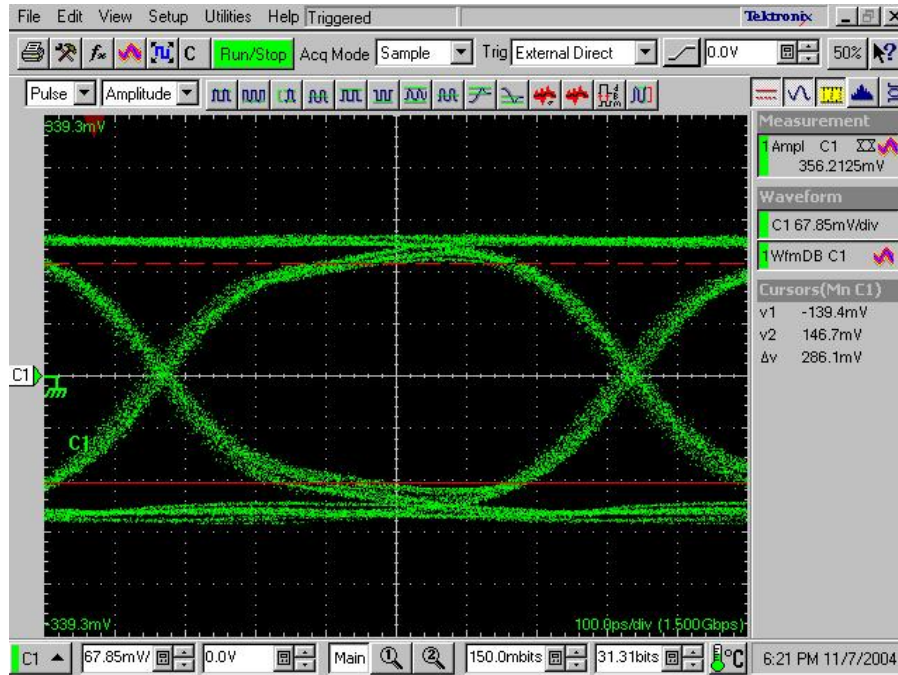 File Edit View Setup Utilities Help Triggered Tektronix
Run/Stop Acq Mode Sample Trig External Direct 0.0V 50%
Pulse Amplitude
339.3mV
Measurement
1 Ampl C1
356.2125mV
Waveform
C1 67.85mV/div
1 WfmDB C1
Cursors(Mn C1)
v1 -139.4mV
v2 146.7mV
Δv 286.1mV
C1
C1
-339.3mV
100.0ps/div (1.500Gbps)
C1 67.85mV/ 0.0V Main 1 2 150.0mbits 31.31bits °C 6:21 PM 11/7/2004